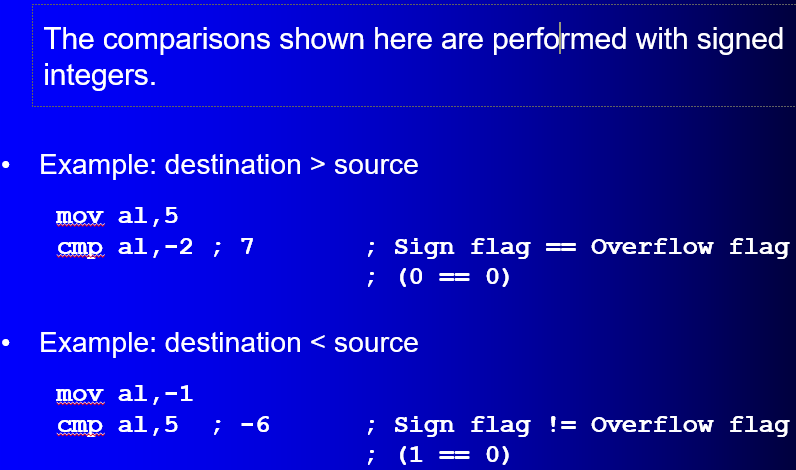 The comparisons shown here are performed with signed
integers.
• Example: destination > source
mov al,5
cmp al,-2 ; 7 ; Sign flag == Overflow flag
; (0 == 0)
• Example: destination < source
mov al,-1
cmp al,5 ; -6 ; Sign flag != Overflow flag
; (1 == 0)